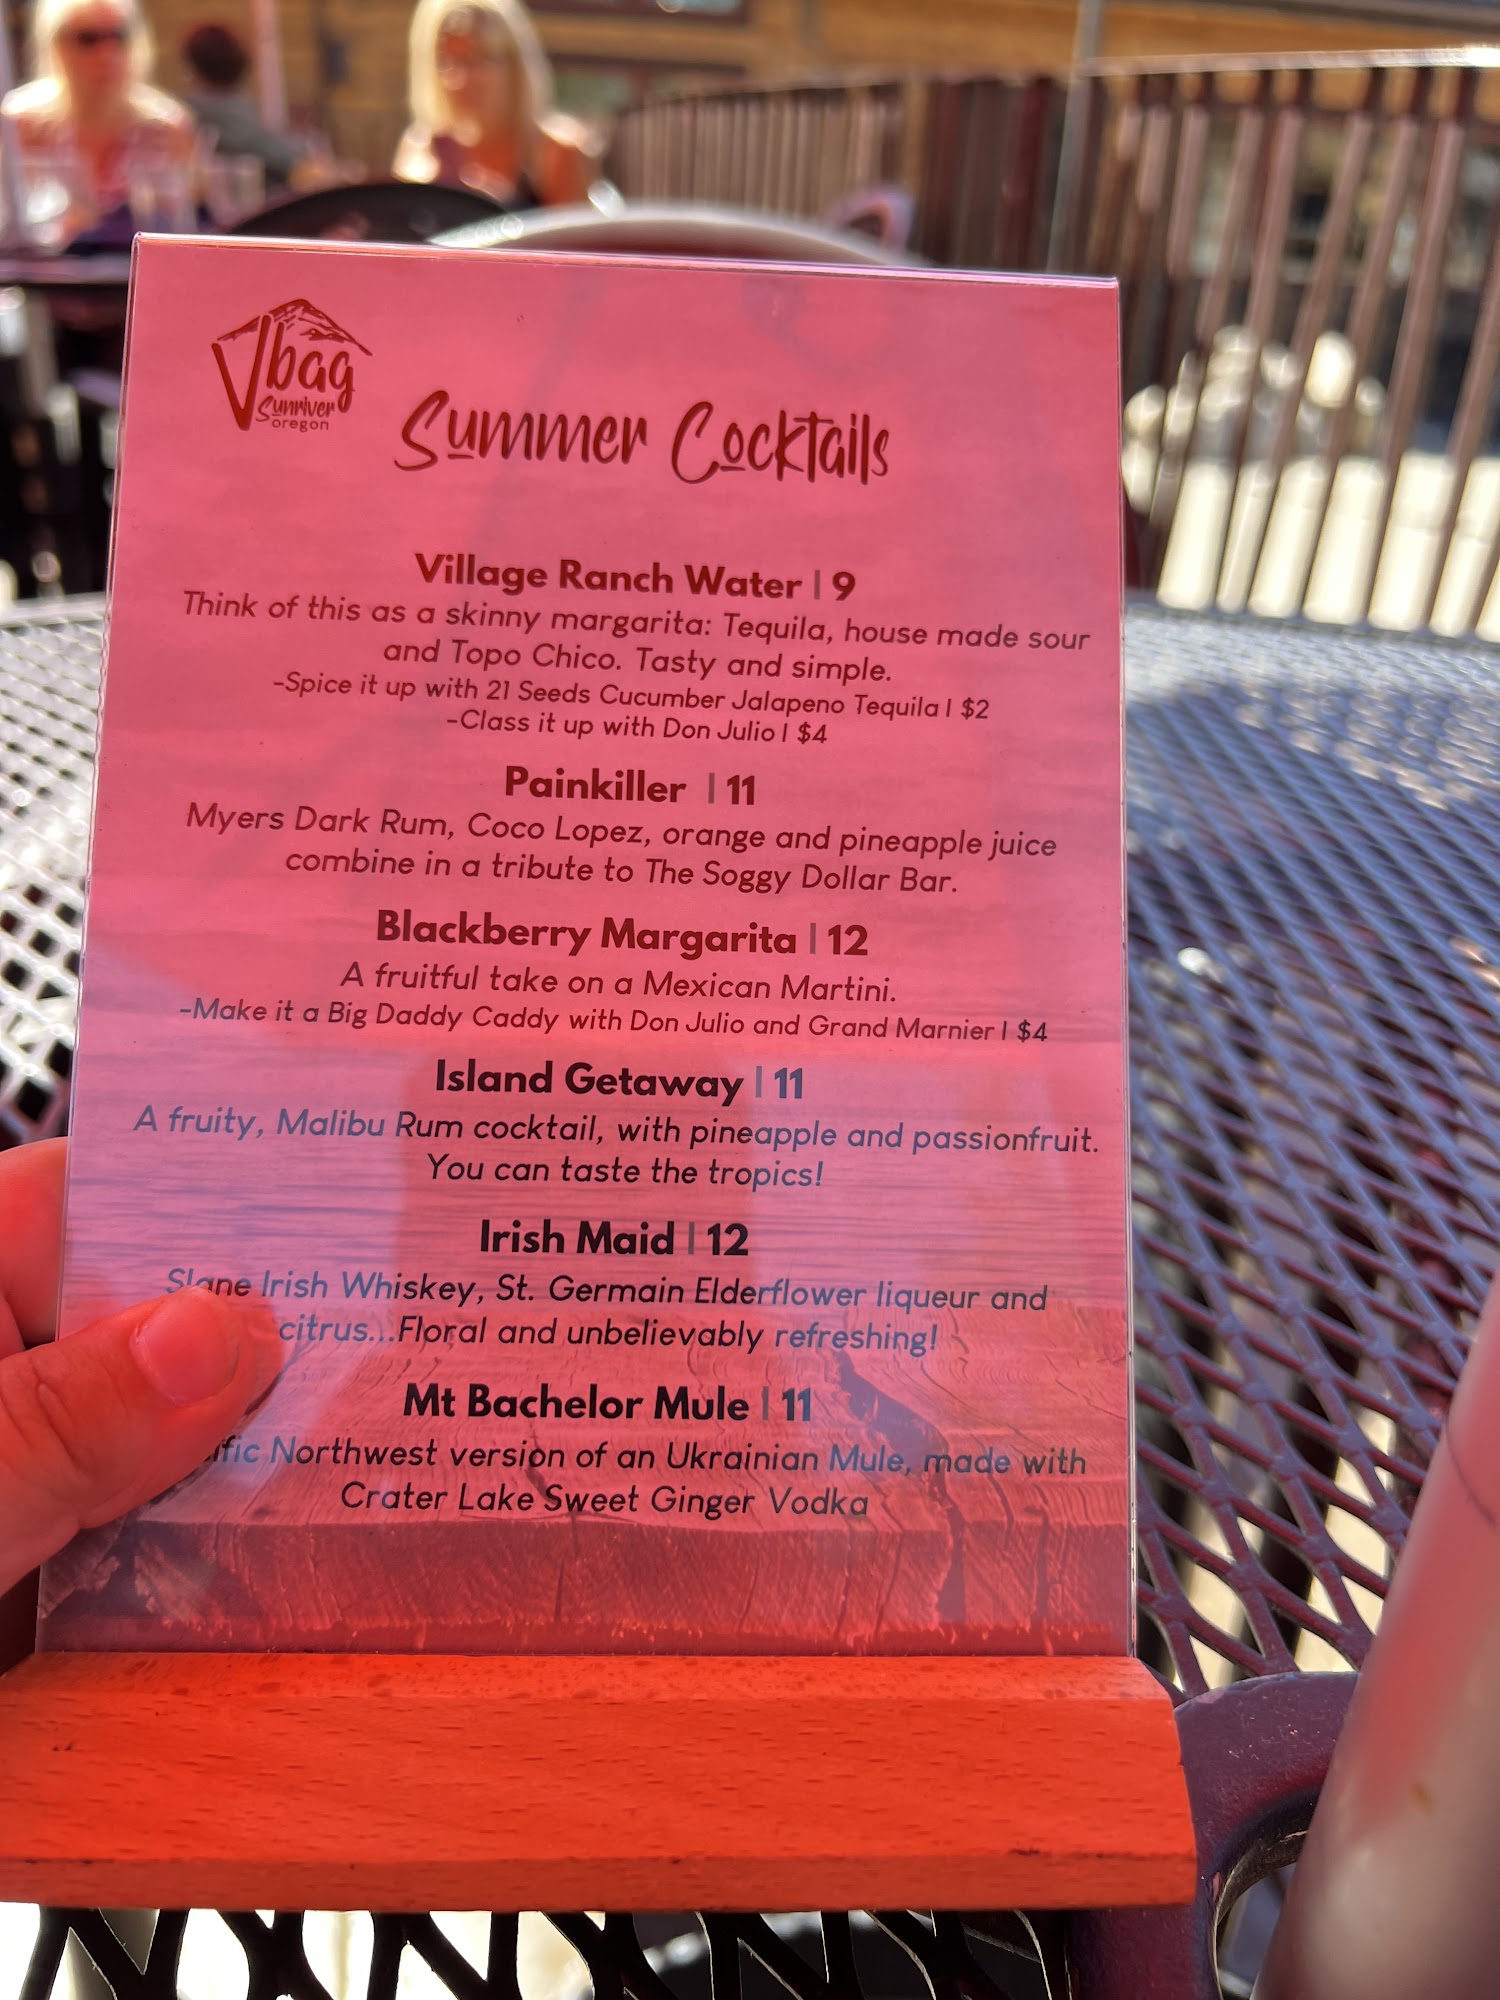 Vbag
Sunriver
oregon
Summer Cocktails
Village Ranch Water | 9
Think of this as a skinny margarita: Tequila, house made sour
and Topo Chico. Tasty and simple.
-Spice it up with 21 Seeds Cucumber Jalapeno Tequila | $2
-Class it up with Don Julio | $4
Painkiller | 11
Myers Dark Rum, Coco Lopez, orange and pineapple juice
combine in a tribute to The Soggy Dollar Bar.
Blackberry Margarita | 12
A fruitful take on a Mexican Martini.
-Make it a Big Daddy Caddy with Don Julio and Grand Marnier | $4
Island Getaway | 11
A fruity, Malibu Rum cocktail, with pineapple and passionfruit.
You can taste the tropics!
Irish Maid | 12
Slane Irish Whiskey, St. Germain Elderflower liqueur and
citrus...Floral and unbelievably refreshing!
Mt Bachelor Mule | 11
Northwest version of an Ukrainian Mule, made with
Crater Lake Sweet Ginger Vodka